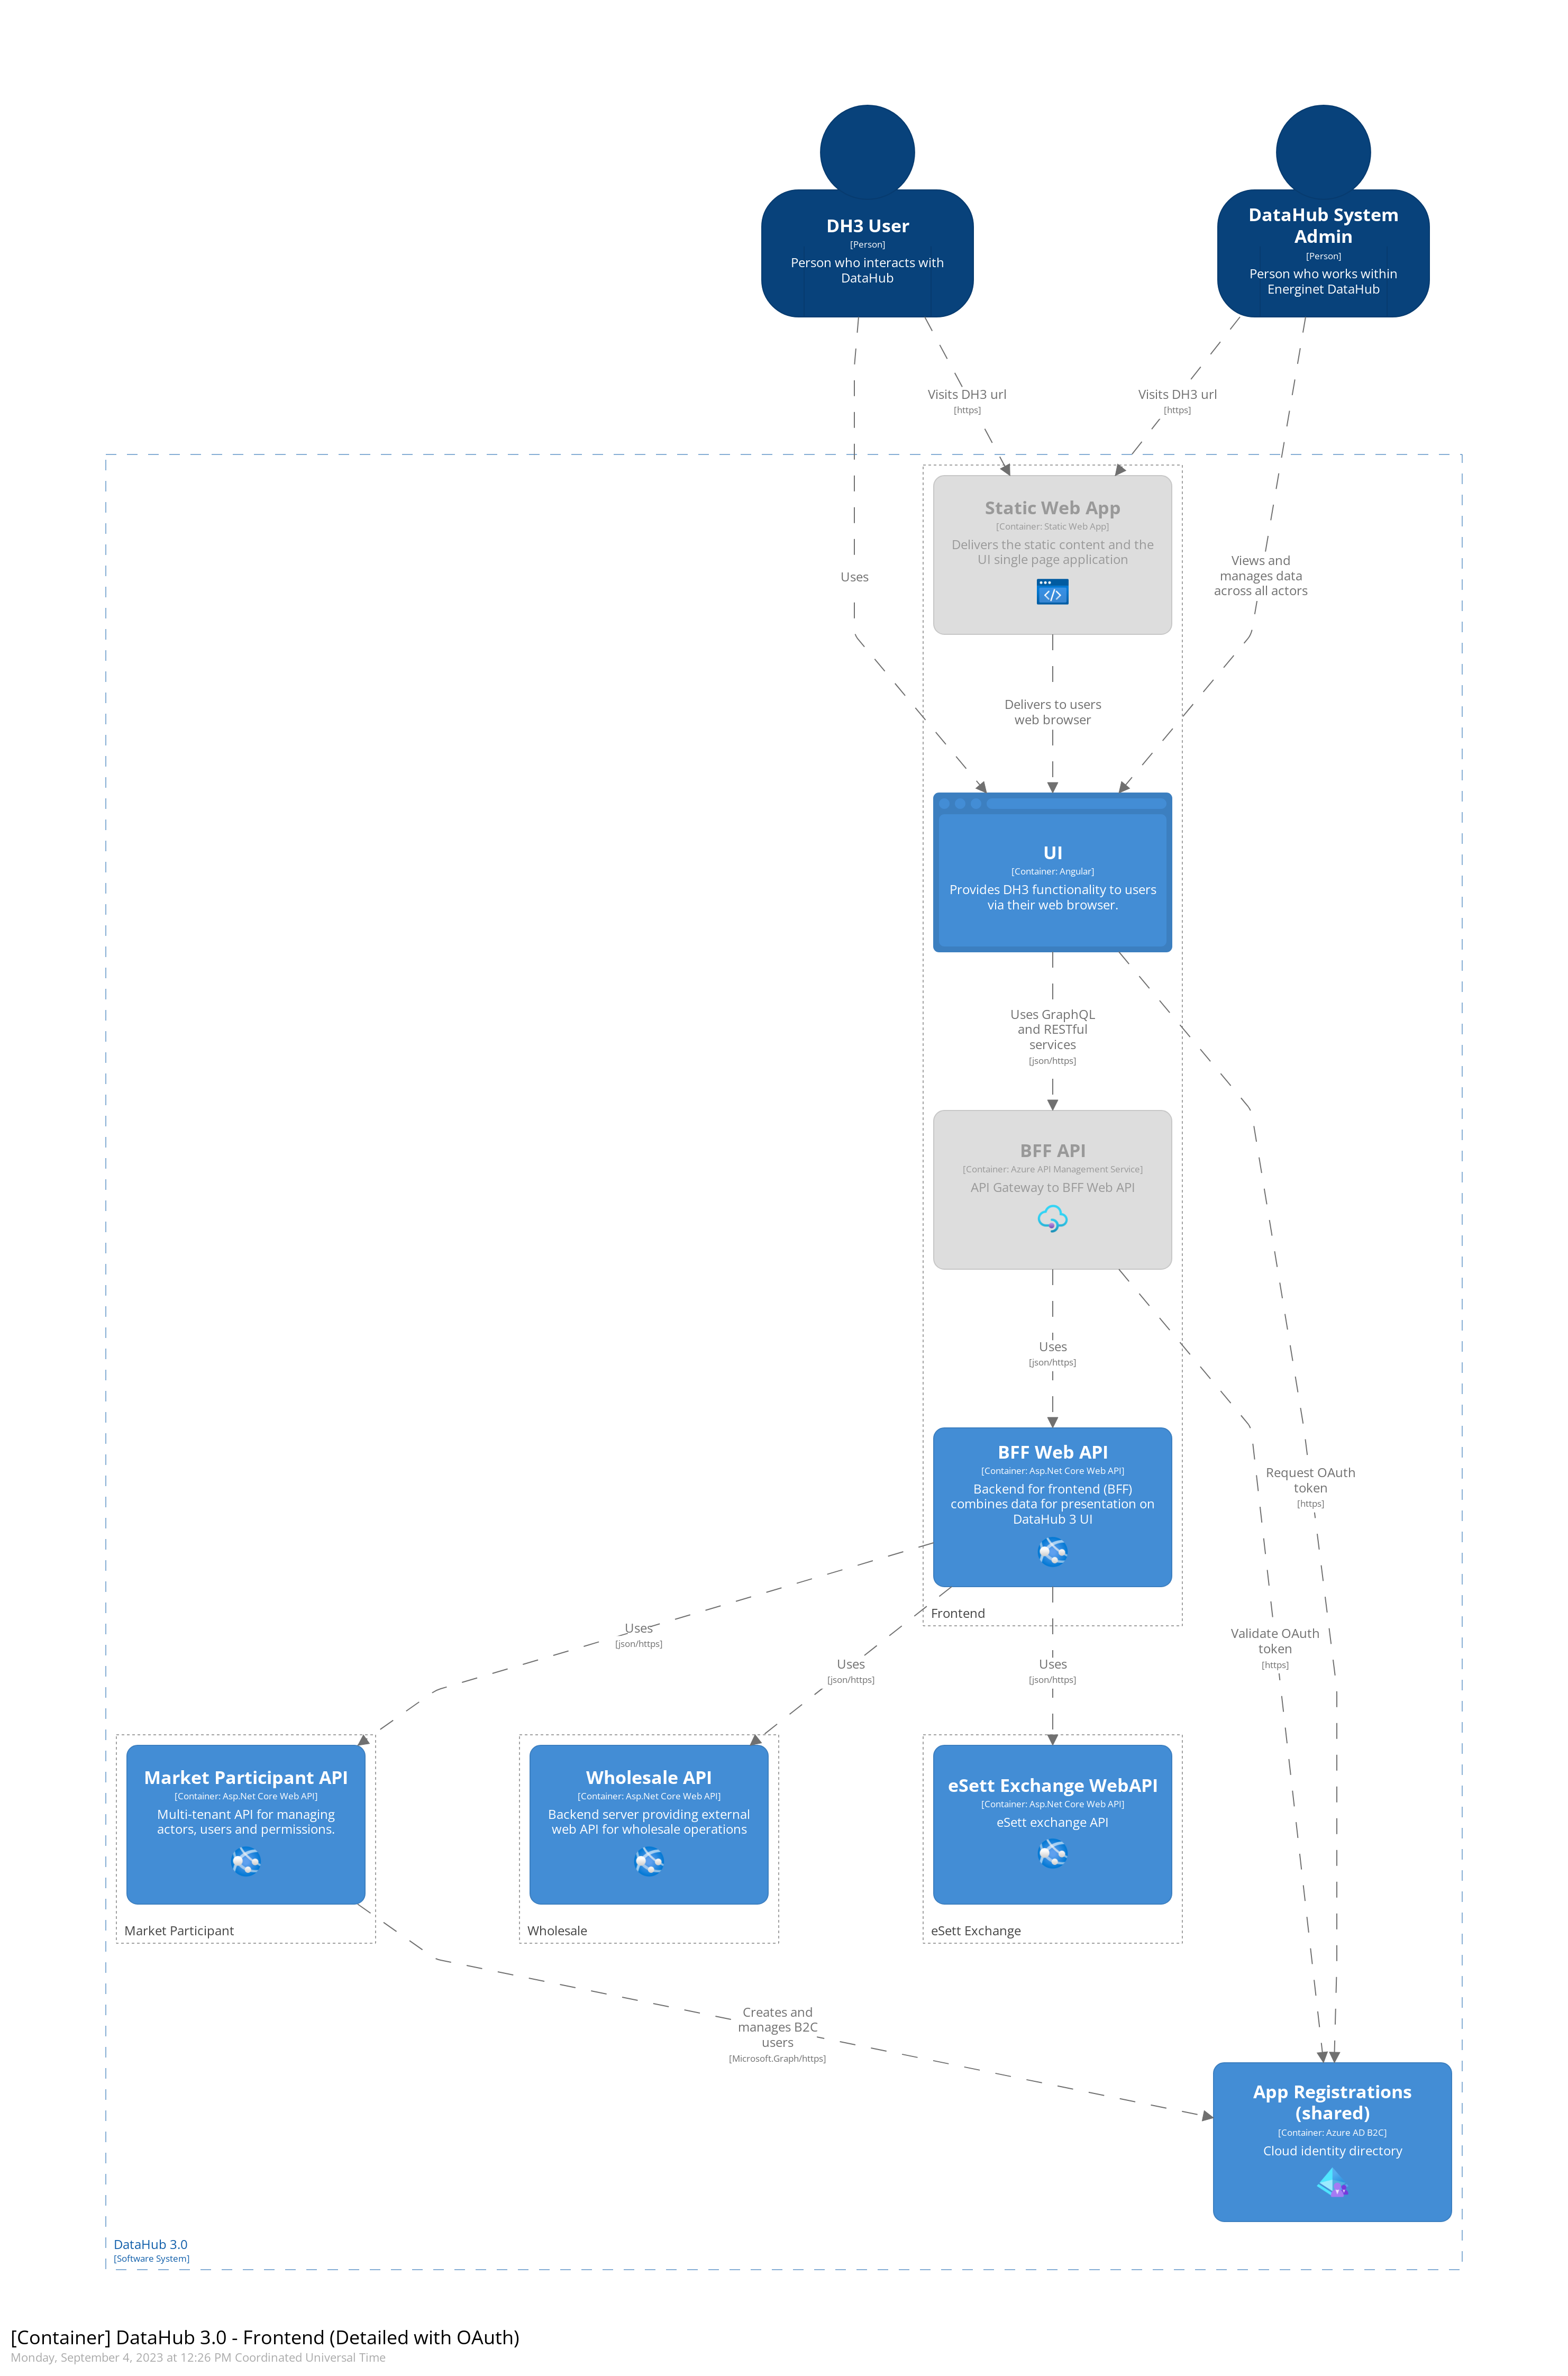 DH3 User
[Person]
Person who interacts with
DataHub
DataHub System
Admin
[Person]
Person who works within
Energinet DataHub
Visits DH3 url
[https]
Visits DH3 url
[https]
Static Web App
[Container: Static Web App]
Delivers the static content and the
UI single page application
Uses
Views and
manages data
across all actors
Delivers to users
web browser
UI
[Container: Angular]
Provides DH3 functionality to users
via their web browser.
Uses GraphQL
and RESTful
services
[json/https]
BFF API
[Container: Azure API Management Service]
API Gateway to BFF Web API
Uses
[json/https]
BFF Web API
[Container: Asp.Net Core Web API]
Backend for frontend (BFF)
combines data for presentation on
DataHub 3 UI
Request OAuth
token
[https]
Frontend
Uses
[json/https]
Uses
[json/https]
Uses
[json/https]
Validate OAuth
token
[https]
Market Participant API
[Container: Asp.Net Core Web API]
Multi-tenant API for managing
actors, users and permissions.
Market Participant
Wholesale API
[Container: Asp.Net Core Web API]
Backend server providing external
web API for wholesale operations
Wholesale
eSett Exchange WebAPI
[Container: Asp.Net Core Web API]
eSett exchange API
eSett Exchange
Creates and
manages B2C
users
[Microsoft.Graph/https]
App Registrations
(shared)
[Container: Azure AD B2C]
Cloud identity directory
DataHub 3.0
[Software System]
[Container] DataHub 3.0 - Frontend (Detailed with OAuth)
Monday, September 4, 2023 at 12:26 PM Coordinated Universal Time